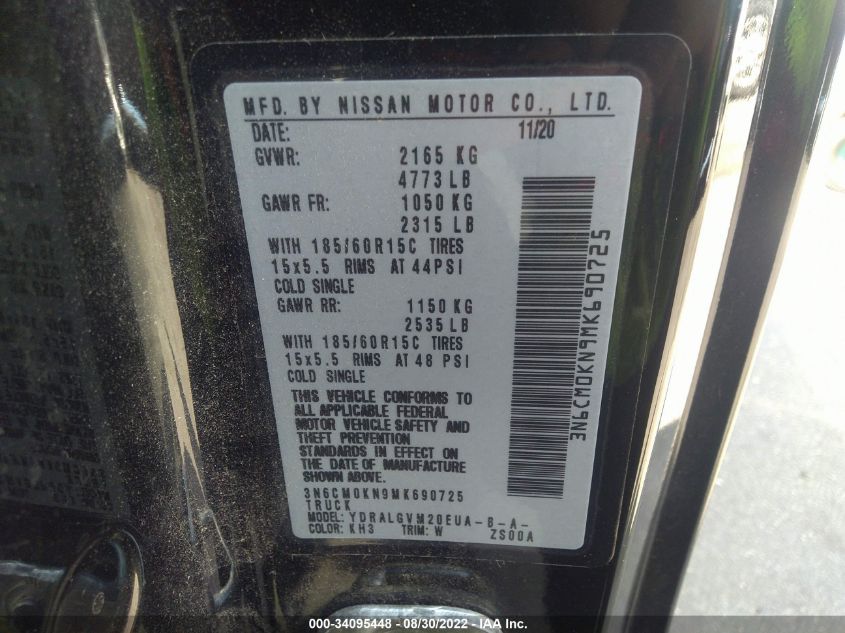 MFD. BY NISSAN MOTOR CO., LTD.
DATE: 11/20
GVWR: 2165 KG
4773 LB
GAWR FR: 1050 KG
2315 LB
WITH 185/60R15C TIRES
15x5.5 RIMS AT 44PSI
COLD SINGLE
GAWR RR: 1150 KG
2535 LB
WITH 185/60R15C TIRES
15x5.5 RIMS AT 48 PSI
COLD SINGLE
THIS VEHICLE CONFORMS TO
ALL APPLICABLE FEDERAL
MOTOR VEHICLE SAFETY AND
THEFT PREVENTION
STANDARDS IN EFFECT ON
THE DATE OF MANUFACTURE
SHOWN ABOVE.
3N6CM0KN9MK690725
TRUCK
MODEL: YDRALGVM20EUA-B-A-
COLOR: KH3 TRIM: W ZS00A
3N6CM0KN9MK690725
000-34095448 - 08/30/2022 - IAA Inc.